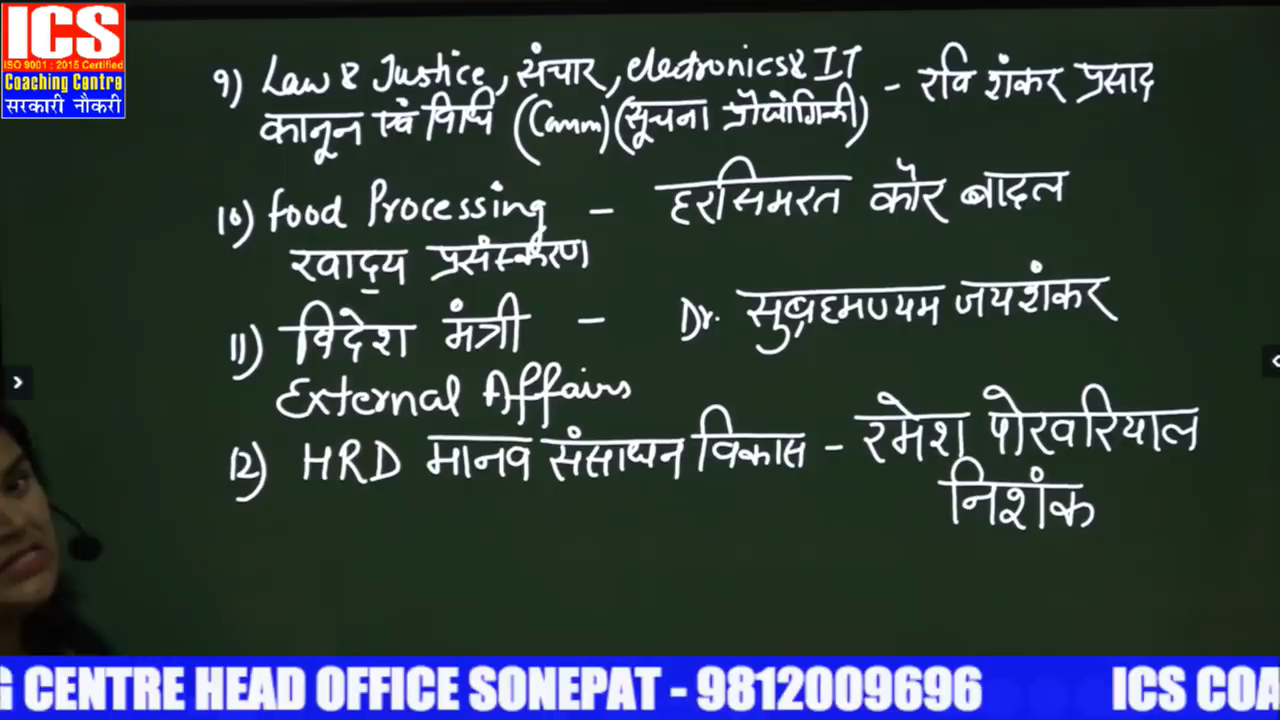 ICS
ISO 9001 : 2015 Certified
Coaching Centre
सरकारी नौकरी
9) Law & Justice, संचार, electronics & IT - रवि शंकर प्रसाद
कानून एवं विधि (Comm) (सूचना प्रौद्योगिकी)
10) Food Processing - हरसिमरत कौर बादल
खाद्य प्रसंस्करण
11) विदेश मंत्री - Dr. सुब्रहमण्यम जयशंकर
External Affairs
12) HRD मानव संसाधन विकास - रमेश पोखरियाल
निशंक
G CENTRE HEAD OFFICE SONEPAT - 9812009696 ICS COA